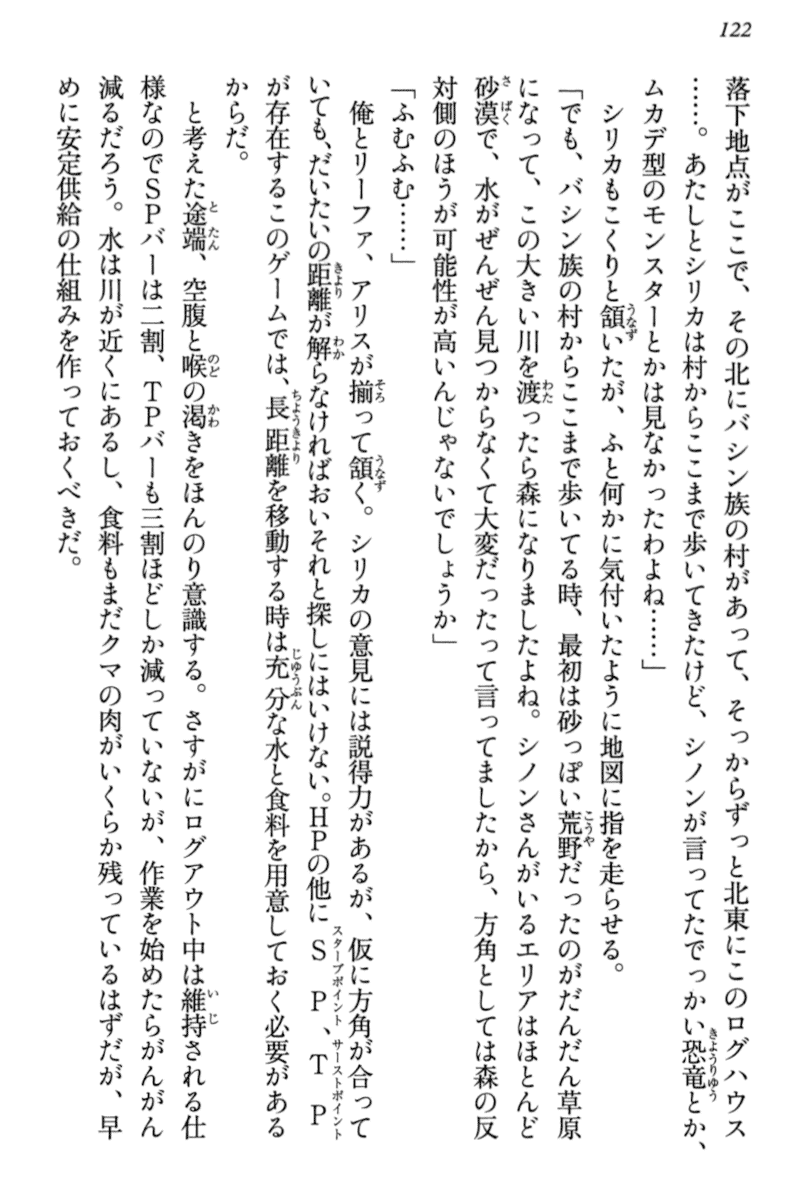 122
落下地点がここで、その北にバシン族の村があって、そっからずっと北東にこのログハウス
……。あたしとシリカは村からここまで歩いてきたけど、シノンが言ってたでっかい恐竜とか、
ムカデ型のモンスターとかは見なかったわよね……」
シリカもこくりと頷いたが、ふと何かに気付いたように地図に指を走らせる。
「でも、バシン族の村からここまで歩いてる時、最初は砂っぽい荒野だったのがだんだん草原
になって、この大きい川を渡ったら森になりましたよね。シノンさんがいるエリアはほとんど
砂漠で、水がぜんぜん見つからなくて大変だったって言ってましたから、方角としては森の反
対側のほうが可能性が高いんじゃないでしょうか」
「ふむふむ……」
俺とリーファ、アリスが揃って頷く。シリカの意見には説得力があるが、仮に方角が合って
いても、だいたいの距離が解らなければおいそれと探しにはいけない。HPの他にSP、TP
が存在するこのゲームでは、長距離を移動する時は充分な水と食料を用意しておく必要がある
からだ。
と考えた途端、空腹と喉の渇きをほんのり意識する。さすがにログアウト中は維持される仕
様なのでSPバーは二割、TPバーも三割ほどしか減っていないが、作業を始めたらがんがん
減るだろう。水は川が近くにあるし、食料もまだクマの肉がいくらか残っているはずだが、早
めに安定供給の仕組みを作っておくべきだ。